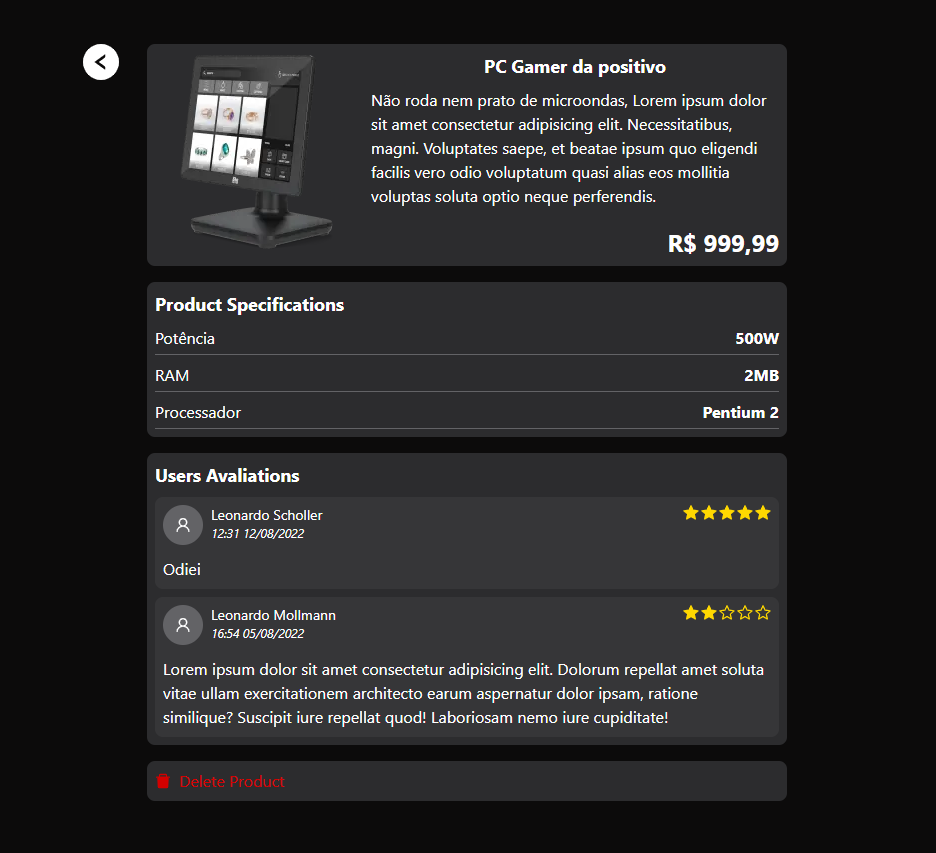 PC Gamer da positivo
Não roda nem prato de microondas, Lorem ipsum dolor
sit amet consectetur adipisicing elit. Necessitatibus,
magni. Voluptates saepe, et beatae ipsum quo eligendi
facilis vero odio voluptatum quasi alias eos mollitia
voluptas soluta optio neque perferendis.
R$ 999,99
Product Specifications
Potência 500W
RAM 2MB
Processador Pentium 2
Users Avaliations
Leonardo Scholler
12:31 12/08/2022
Odiei
Leonardo Mollmann
16:54 05/08/2022
Lorem ipsum dolor sit amet consectetur adipisicing elit. Dolorum repellat amet soluta
vitae ullam exercitationem architecto earum aspernatur dolor ipsam, ratione
similique? Suscipit iure repellat quod! Laboriosam nemo iure cupiditate!
Delete Product